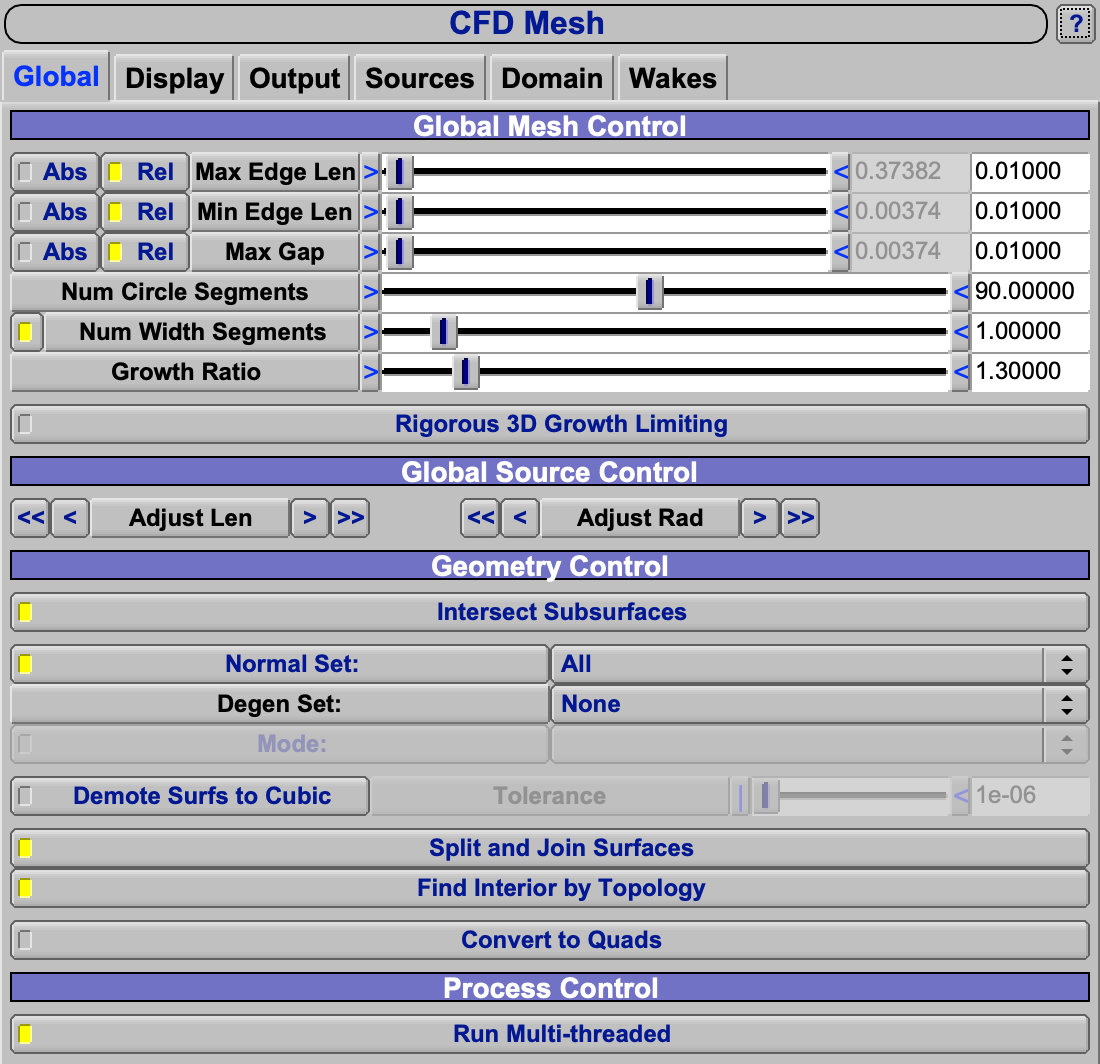 CFD Mesh ?
Global Display Output Sources Domain Wakes
Global Mesh Control
Abs Rel Max Edge Len > < 0.37382 0.01000
Abs Rel Min Edge Len > < 0.00374 0.01000
Abs Rel Max Gap > < 0.00374 0.01000
Num Circle Segments > < 90.00000
Num Width Segments > < 1.00000
Growth Ratio > < 1.30000
Rigorous 3D Growth Limiting
Global Source Control
<< < Adjust Len > >> << < Adjust Rad > >>
Geometry Control
Intersect Subsurfaces
Normal Set: All
Degen Set: None
Mode:
Demote Surfs to Cubic Tolerance | < 1e-06
Split and Join Surfaces
Find Interior by Topology
Convert to Quads
Process Control
Run Multi-threaded